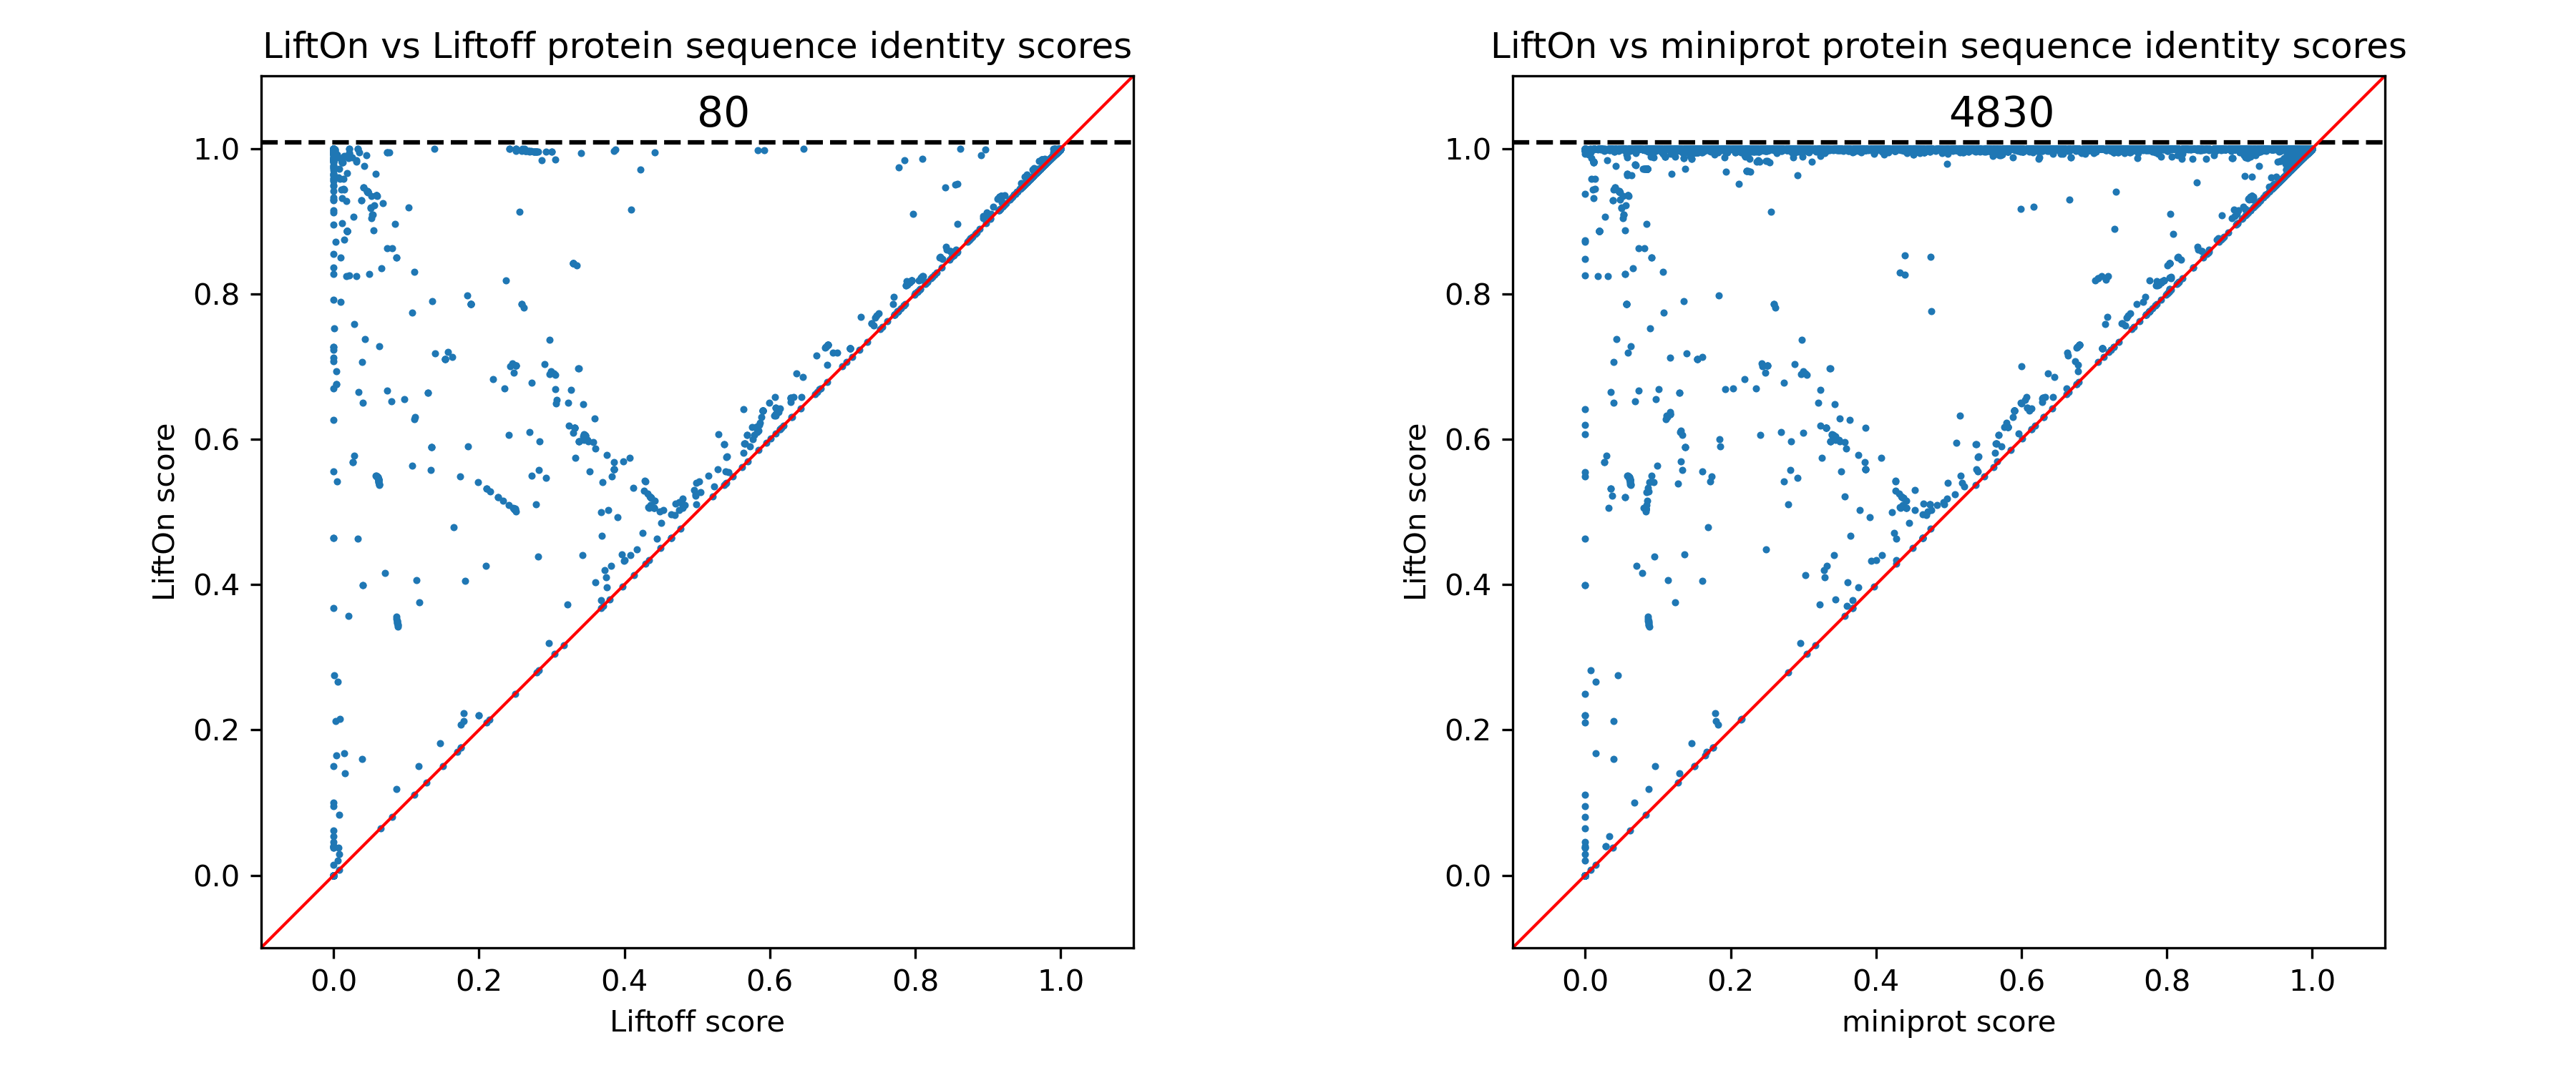 LiftOn vs Liftoff protein sequence identity scores
80
1.0
0.8
0.6
0.4
0.2
0.0
LiftOn score
0.0 0.2 0.4 0.6 0.8 1.0
Liftoff score
LiftOn vs miniprot protein sequence identity scores
4830
1.0
0.8
0.6
0.4
0.2
0.0
LiftOn score
0.0 0.2 0.4 0.6 0.8 1.0
miniprot score